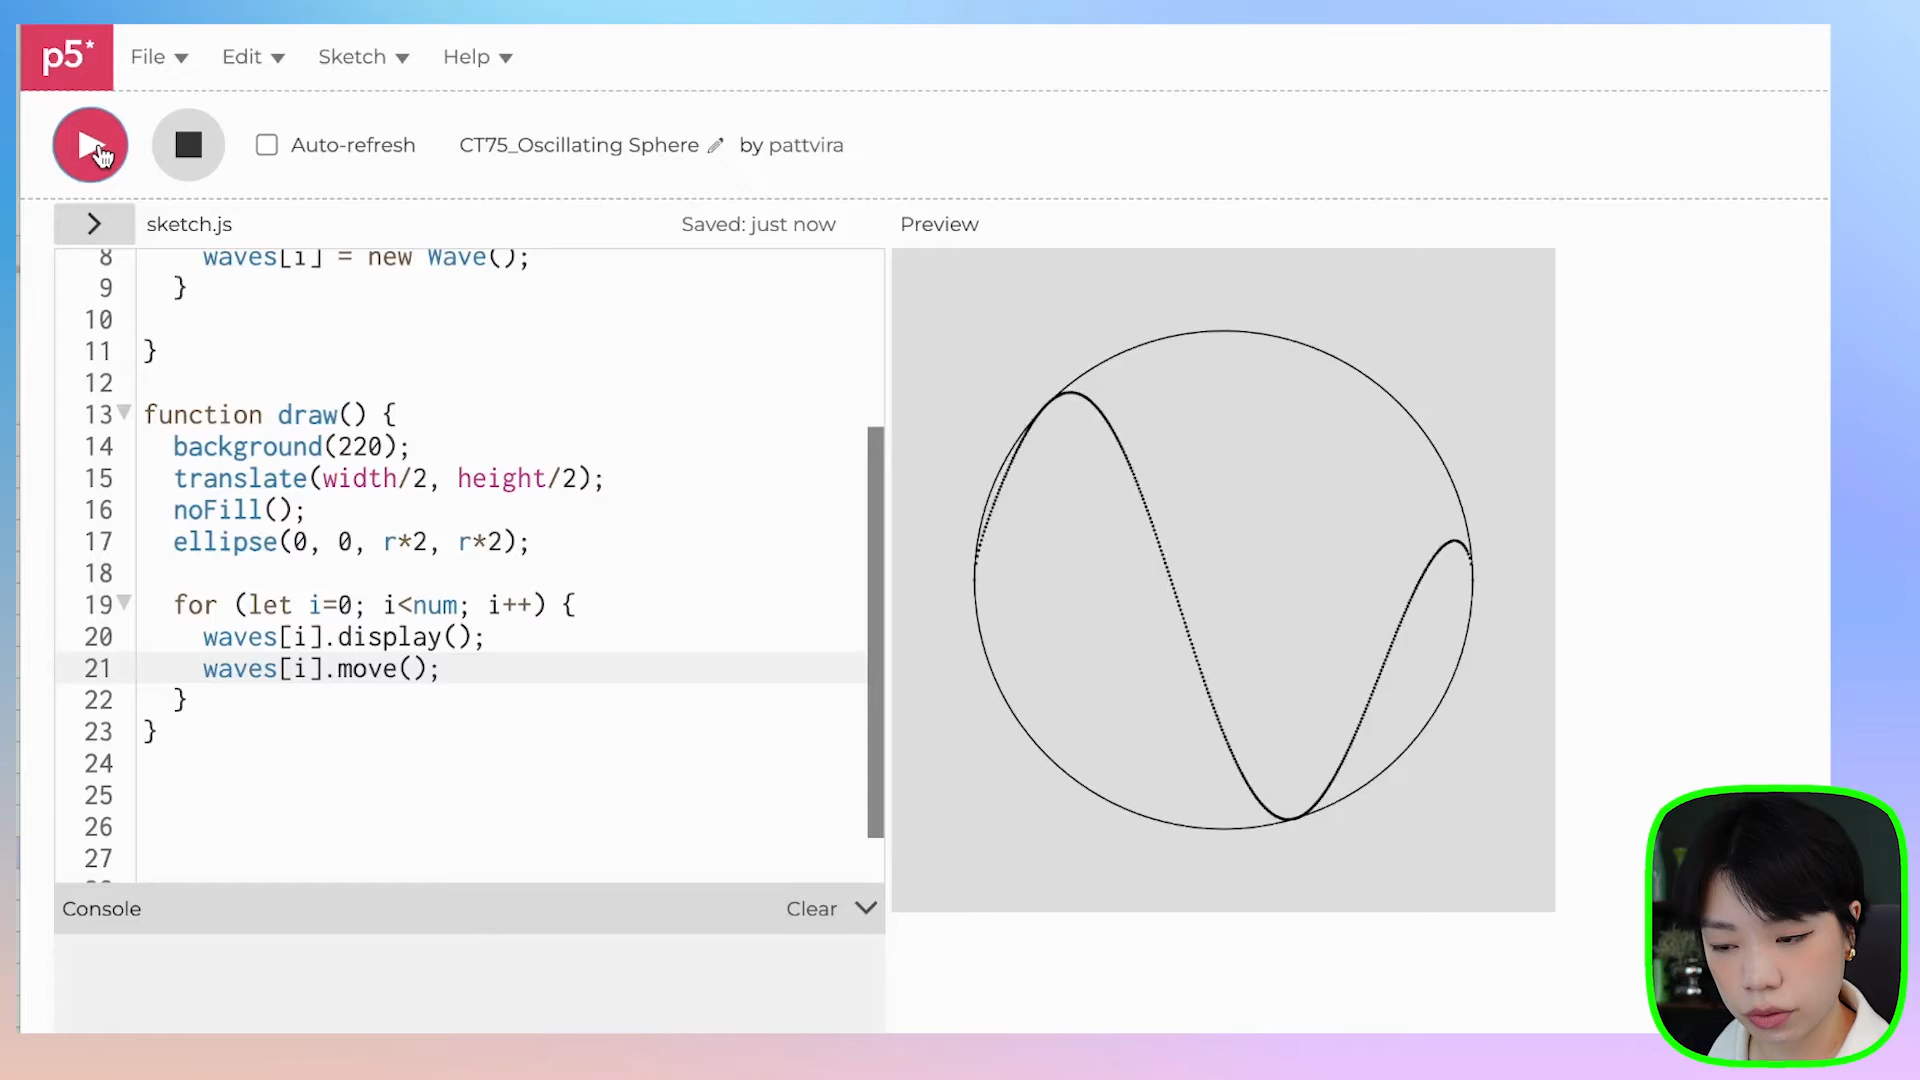 p5* File Edit Sketch Help
Auto-refresh CT75_Oscillating Sphere by pattvira
sketch.js Saved: just now Preview
8 waves[i] = new Wave();
9 }
10
11 }
12
13 function draw() {
14 background(220);
15 translate(width/2, height/2);
16 noFill();
17 ellipse(0, 0, r*2, r*2);
18
19 for (let i=0; i<num; i++) {
20 waves[i].display();
21 waves[i].move();
22 }
23 }
24
25
26
27
Console Clear